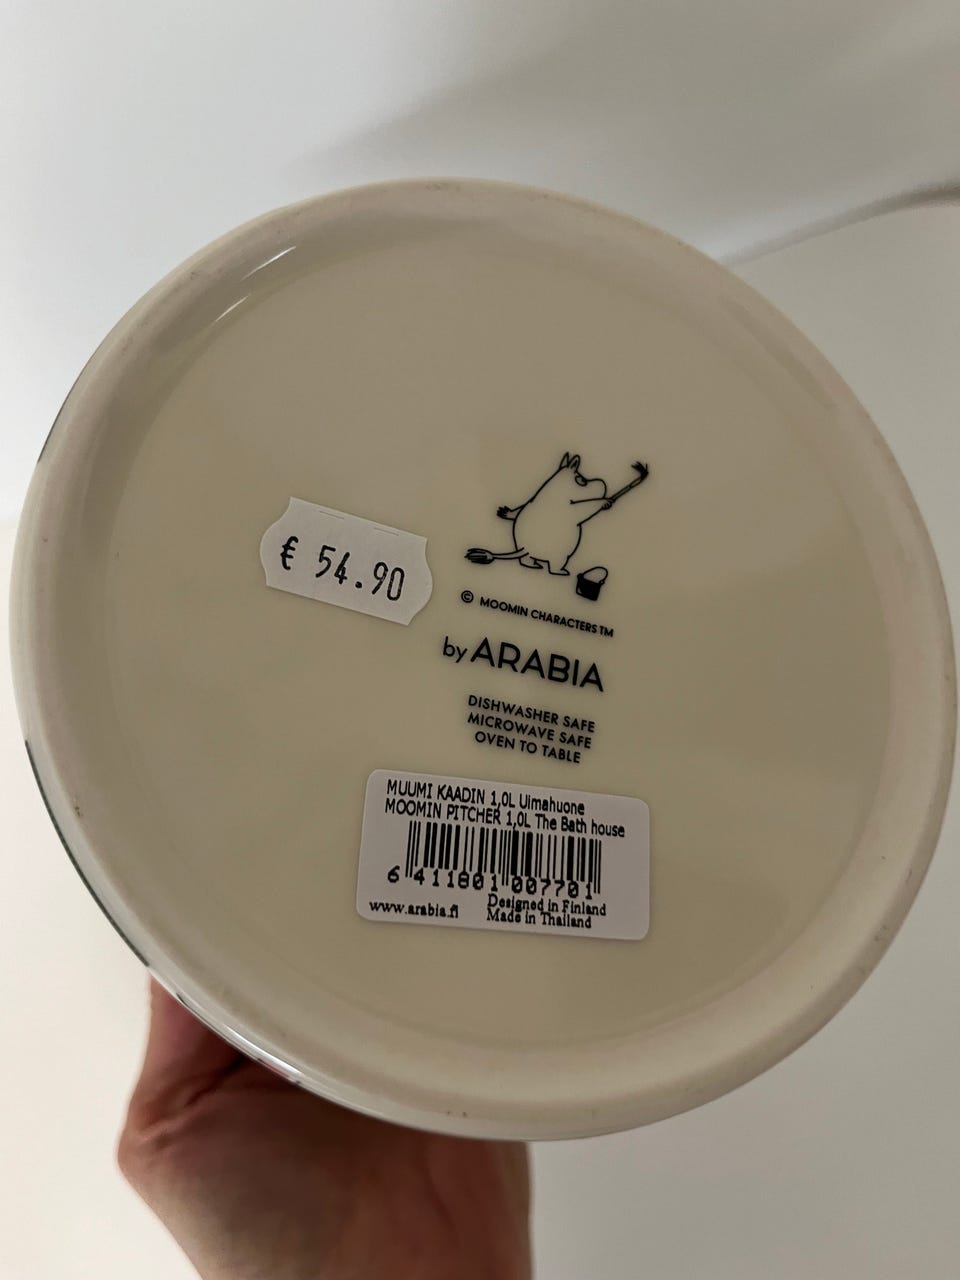 € 54.90
© MOOMIN CHARACTERS™
by ARABIA
DISHWASHER SAFE
MICROWAVE SAFE
OVEN TO TABLE
MUUMI KAADIN 1,0L Uimahuone
MOOMIN PITCHER 1,0L The Bath house
6 411801 007701
www.arabia.fi
Designed in Finland
Made in Thailand